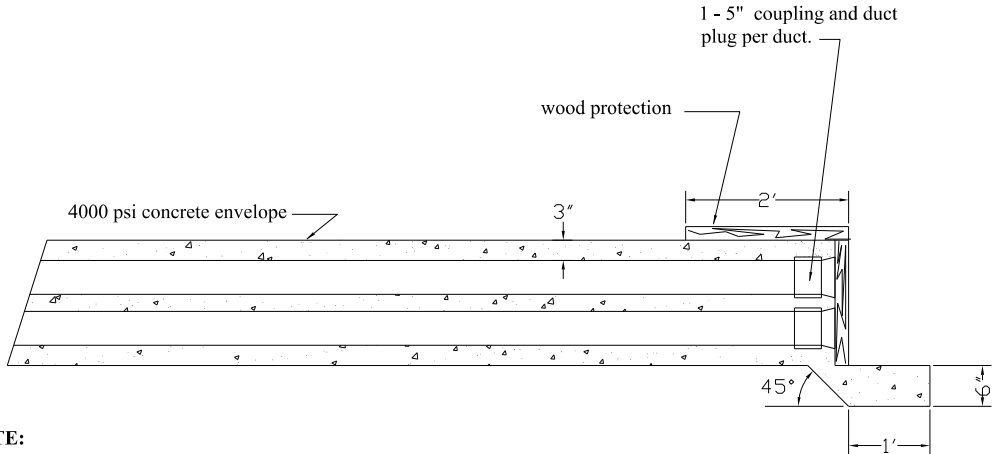 1 - 5" coupling and duct
plug per duct.
wood protection
2'
4000 psi concrete envelope
3"
45°
6"
1'
TE: